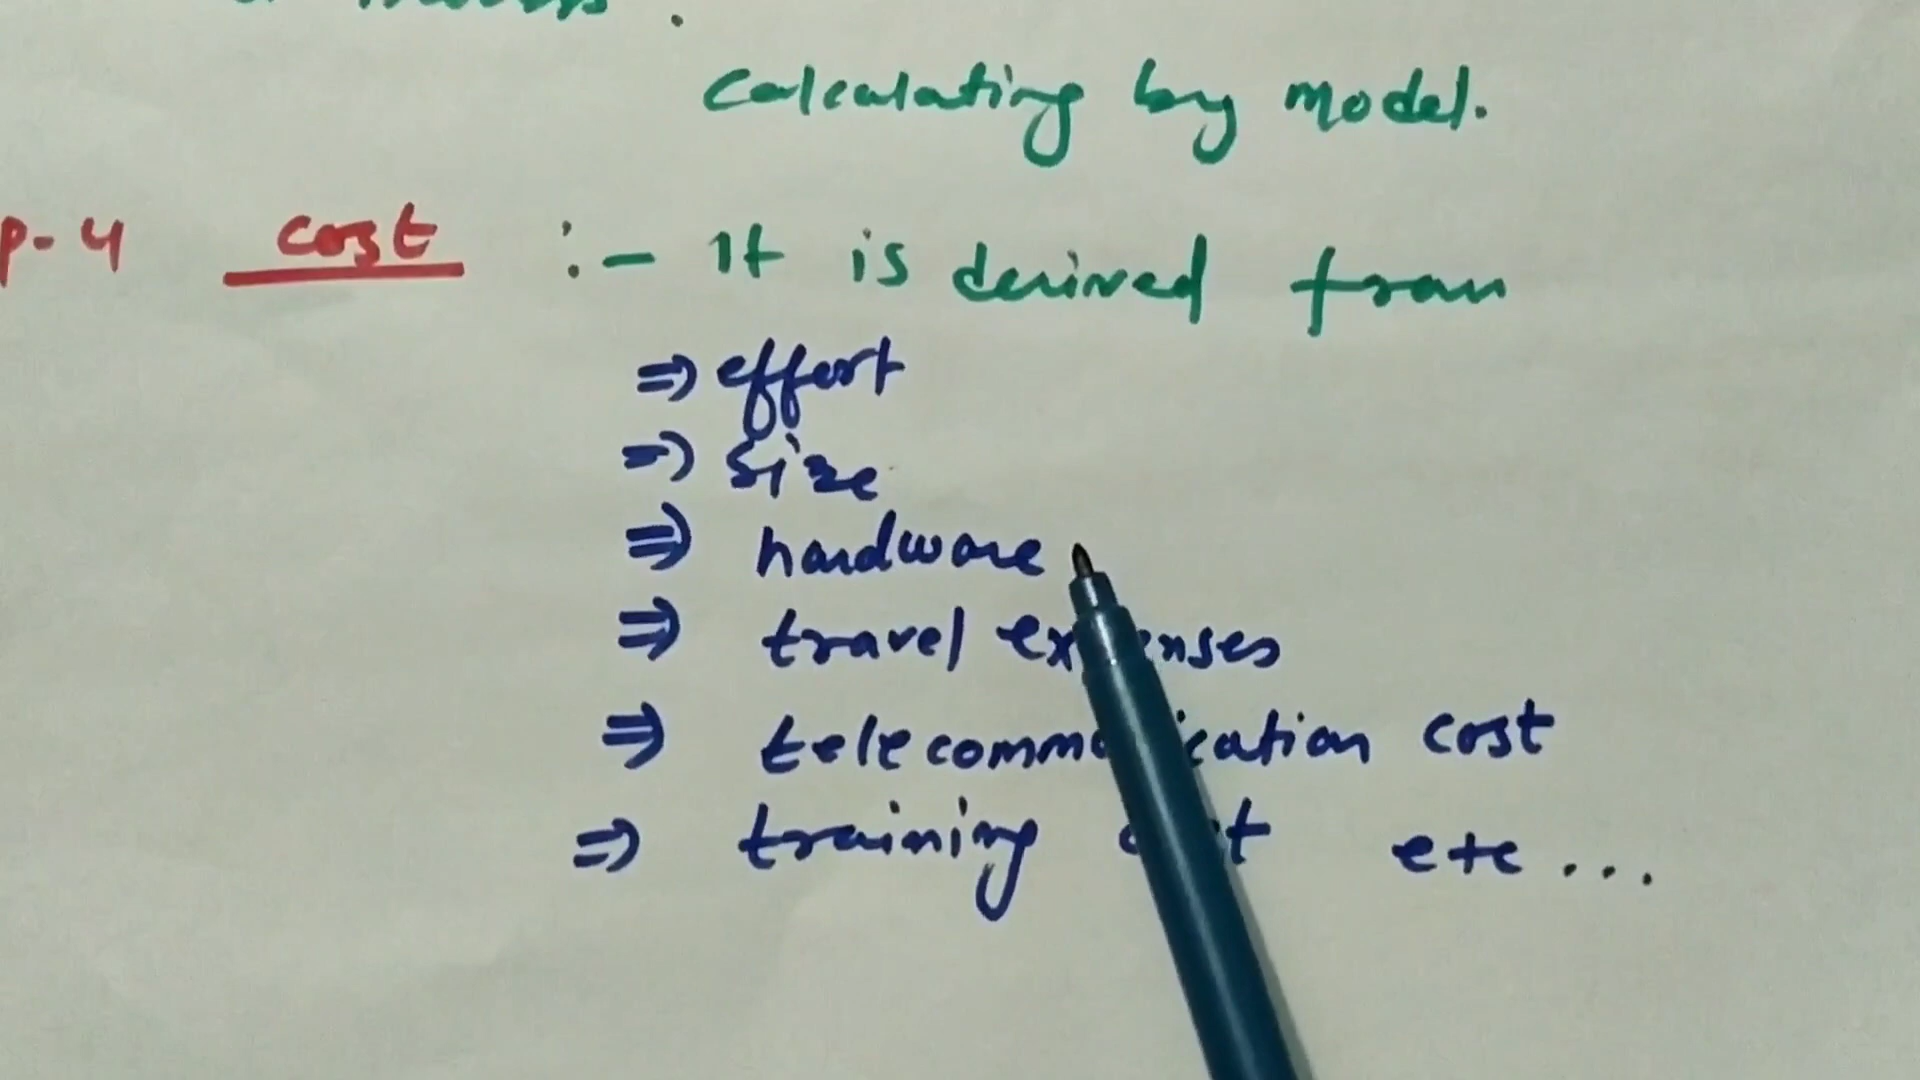 calculating by model.
p-4 cost :- It is derived from
⇒ effort
⇒ size
⇒ hardware
⇒ travel expenses
⇒ telecommunication cost
⇒ training cost etc...